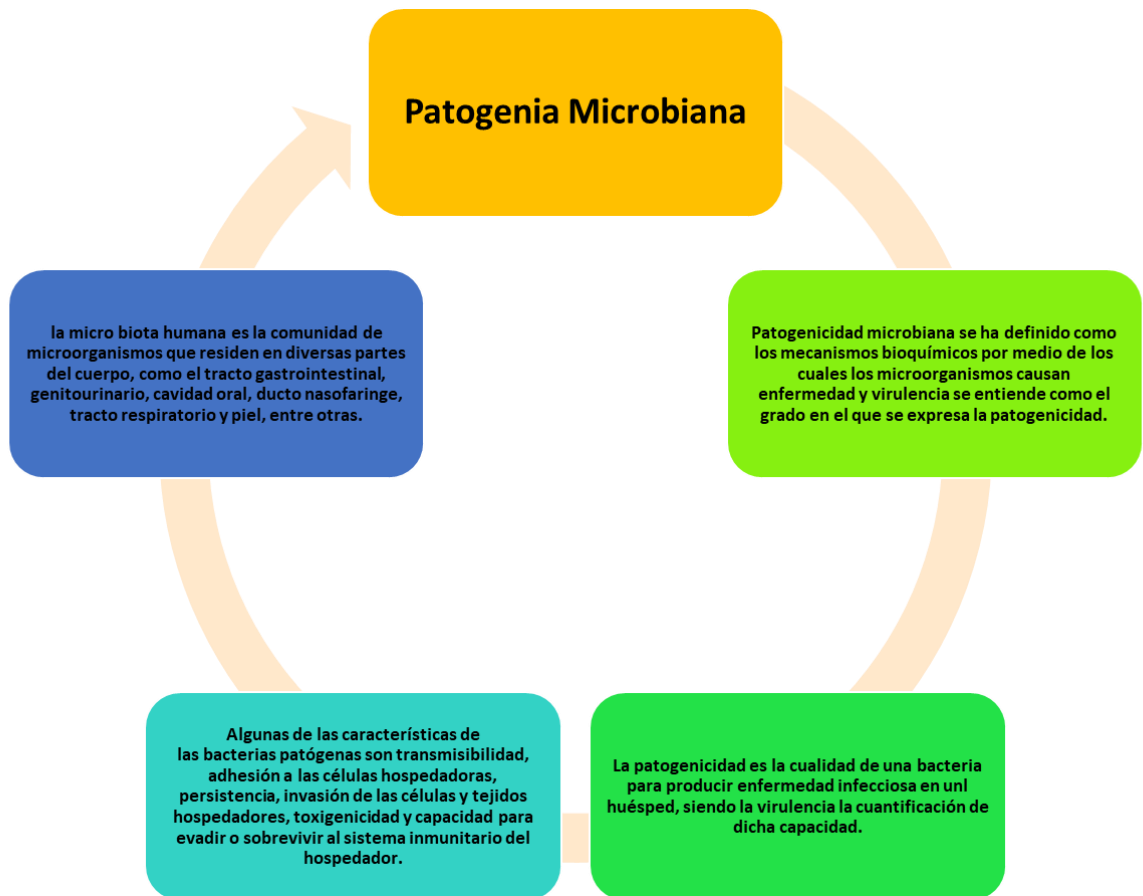 Patogenia Microbiana
Patogenicidad microbiana se ha definido como
los mecanismos bioquímicos por medio de los
cuales los microorganismos causan
enfermedad y virulencia se entiende como el
grado en el que se expresa la patogenicidad.
La patogenicidad es la cualidad de una bacteria
para producir enfermedad infecciosa en unl
huésped, siendo la virulencia la cuantificación de
dicha capacidad.
Algunas de las características de
las bacterias patógenas son transmisibilidad,
adhesión a las células hospedadoras,
persistencia, invasión de las células y tejidos
hospedadores, toxigenicidad y capacidad para
evadir o sobrevivir al sistema inmunitario del
hospedador.
la micro biota humana es la comunidad de
microorganismos que residen en diversas partes
del cuerpo, como el tracto gastrointestinal,
genitourinario, cavidad oral, ducto nasofaringe,
tracto respiratorio y piel, entre otras.